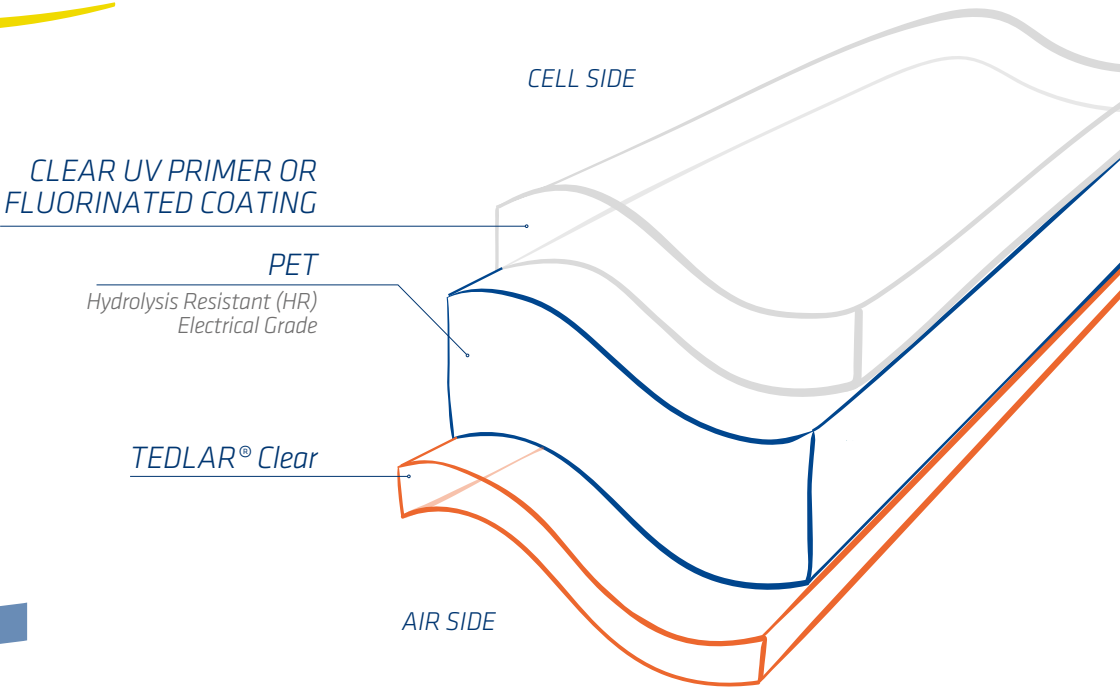 CELL SIDE
CLEAR UV PRIMER OR
FLUORINATED COATING
PET
Hydrolysis Resistant (HR)
Electrical Grade
TEDLAR® Clear
AIR SIDE